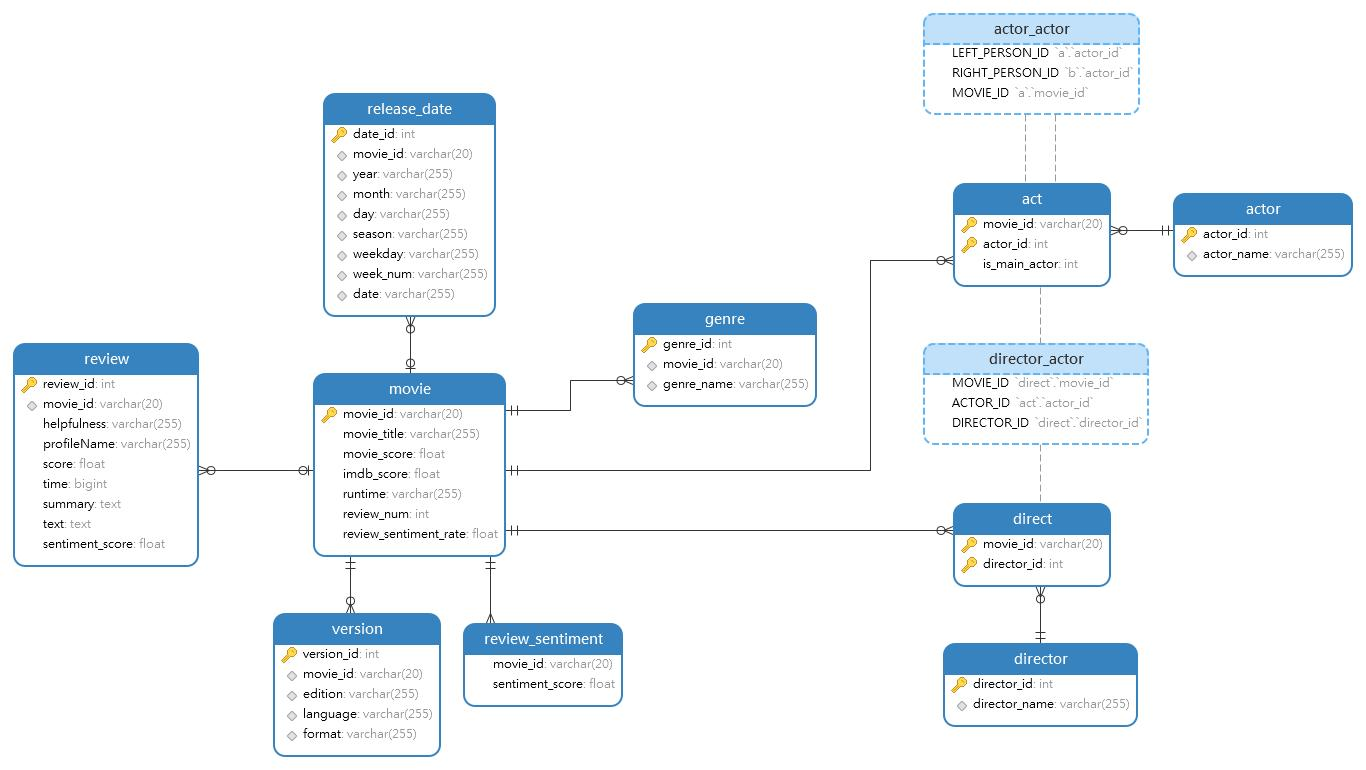 actor_actor
LEFT_PERSON_ID `a`.`actor_id`
RIGHT_PERSON_ID `b`.`actor_id`
MOVIE_ID `a`.`movie_id`
release_date
date_id: int
movie_id: varchar(20)
year: varchar(255)
month: varchar(255)
day: varchar(255)
season: varchar(255)
weekday: varchar(255)
week_num: varchar(255)
date: varchar(255)
act
movie_id: varchar(20)
actor_id: int
is_main_actor: int
actor
actor_id: int
actor_name: varchar(255)
genre
genre_id: int
movie_id: varchar(20)
genre_name: varchar(255)
review
review_id: int
movie_id: varchar(20)
helpfulness: varchar(255)
profileName: varchar(255)
score: float
time: bigint
summary: text
text: text
sentiment_score: float
movie
movie_id: varchar(20)
movie_title: varchar(255)
movie_score: float
imdb_score: float
runtime: varchar(255)
review_num: int
review_sentiment_rate: float
director_actor
MOVIE_ID `direct`.`movie_id`
ACTOR_ID `act`.`actor_id`
DIRECTOR_ID `direct`.`director_id`
direct
movie_id: varchar(20)
director_id: int
version
version_id: int
movie_id: varchar(20)
edition: varchar(255)
language: varchar(255)
format: varchar(255)
review_sentiment
movie_id: varchar(20)
sentiment_score: float
director
director_id: int
director_name: varchar(255)